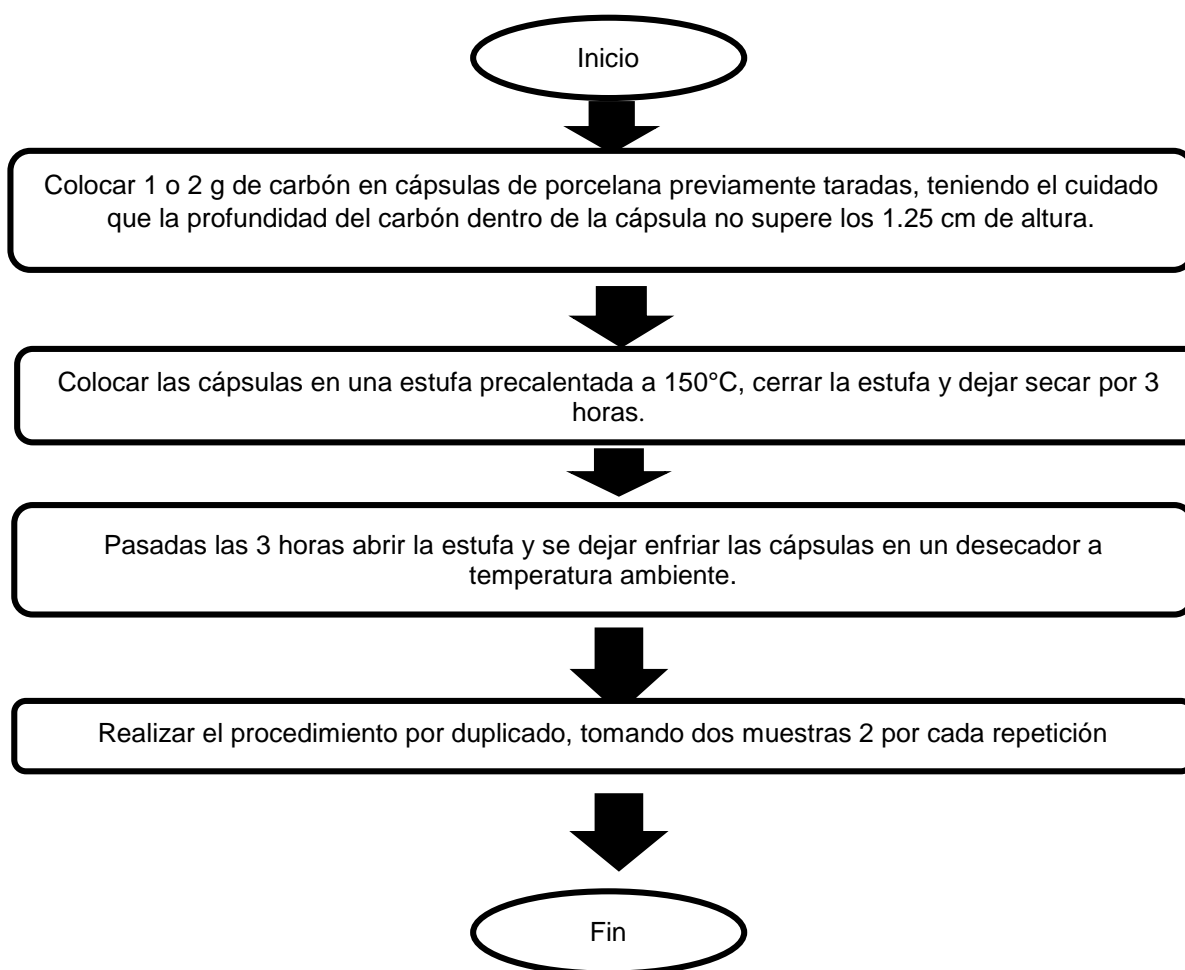 Inicio
Colocar 1 o 2 g de carbón en cápsulas de porcelana previamente taradas, teniendo el cuidado
que la profundidad del carbón dentro de la cápsula no supere los 1.25 cm de altura.
Colocar las cápsulas en una estufa precalentada a 150°C, cerrar la estufa y dejar secar por 3
horas.
Pasadas las 3 horas abrir la estufa y se dejar enfriar las cápsulas en un desecador a
temperatura ambiente.
Realizar el procedimiento por duplicado, tomando dos muestras 2 por cada repetición
Fin